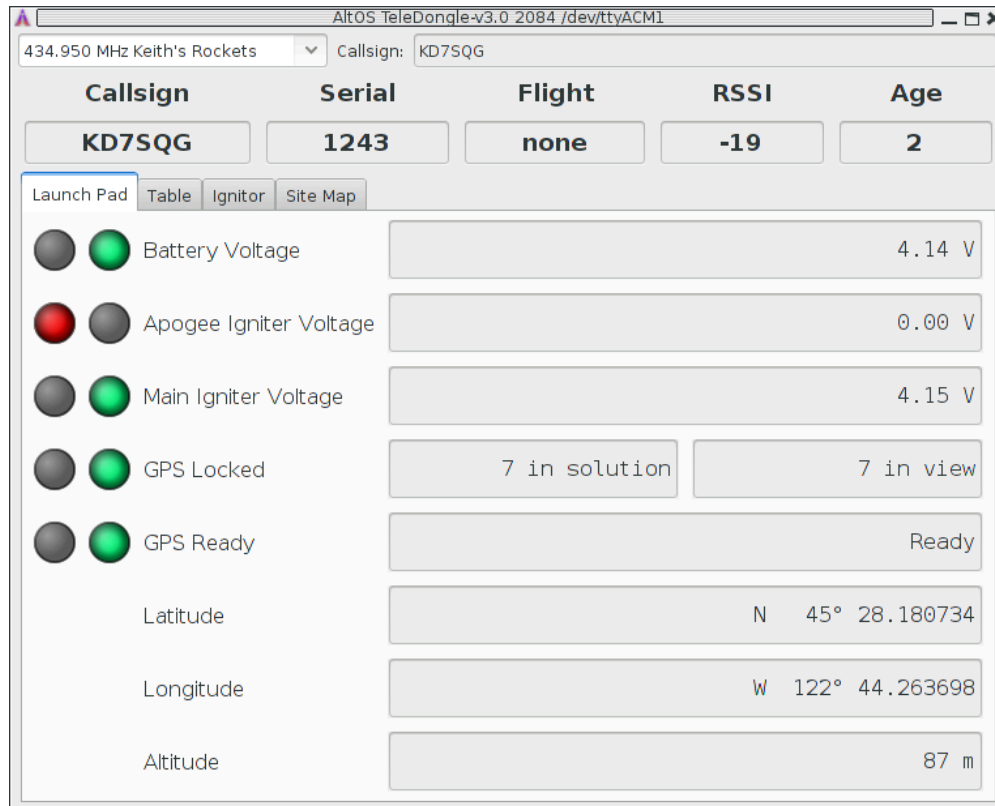 AltOS TeleDongle-v3.0 2084 /dev/ttyACM1
434.950 MHz Keith's Rockets Callsign: KD7SQG
Callsign Serial Flight RSSI Age
KD7SQG 1243 none -19 2
Launch Pad Table Ignitor Site Map
Battery Voltage 4.14 V
Apogee Igniter Voltage 0.00 V
Main Igniter Voltage 4.15 V
GPS Locked 7 in solution 7 in view
GPS Ready Ready
Latitude N 45° 28.180734
Longitude W 122° 44.263698
Altitude 87 m